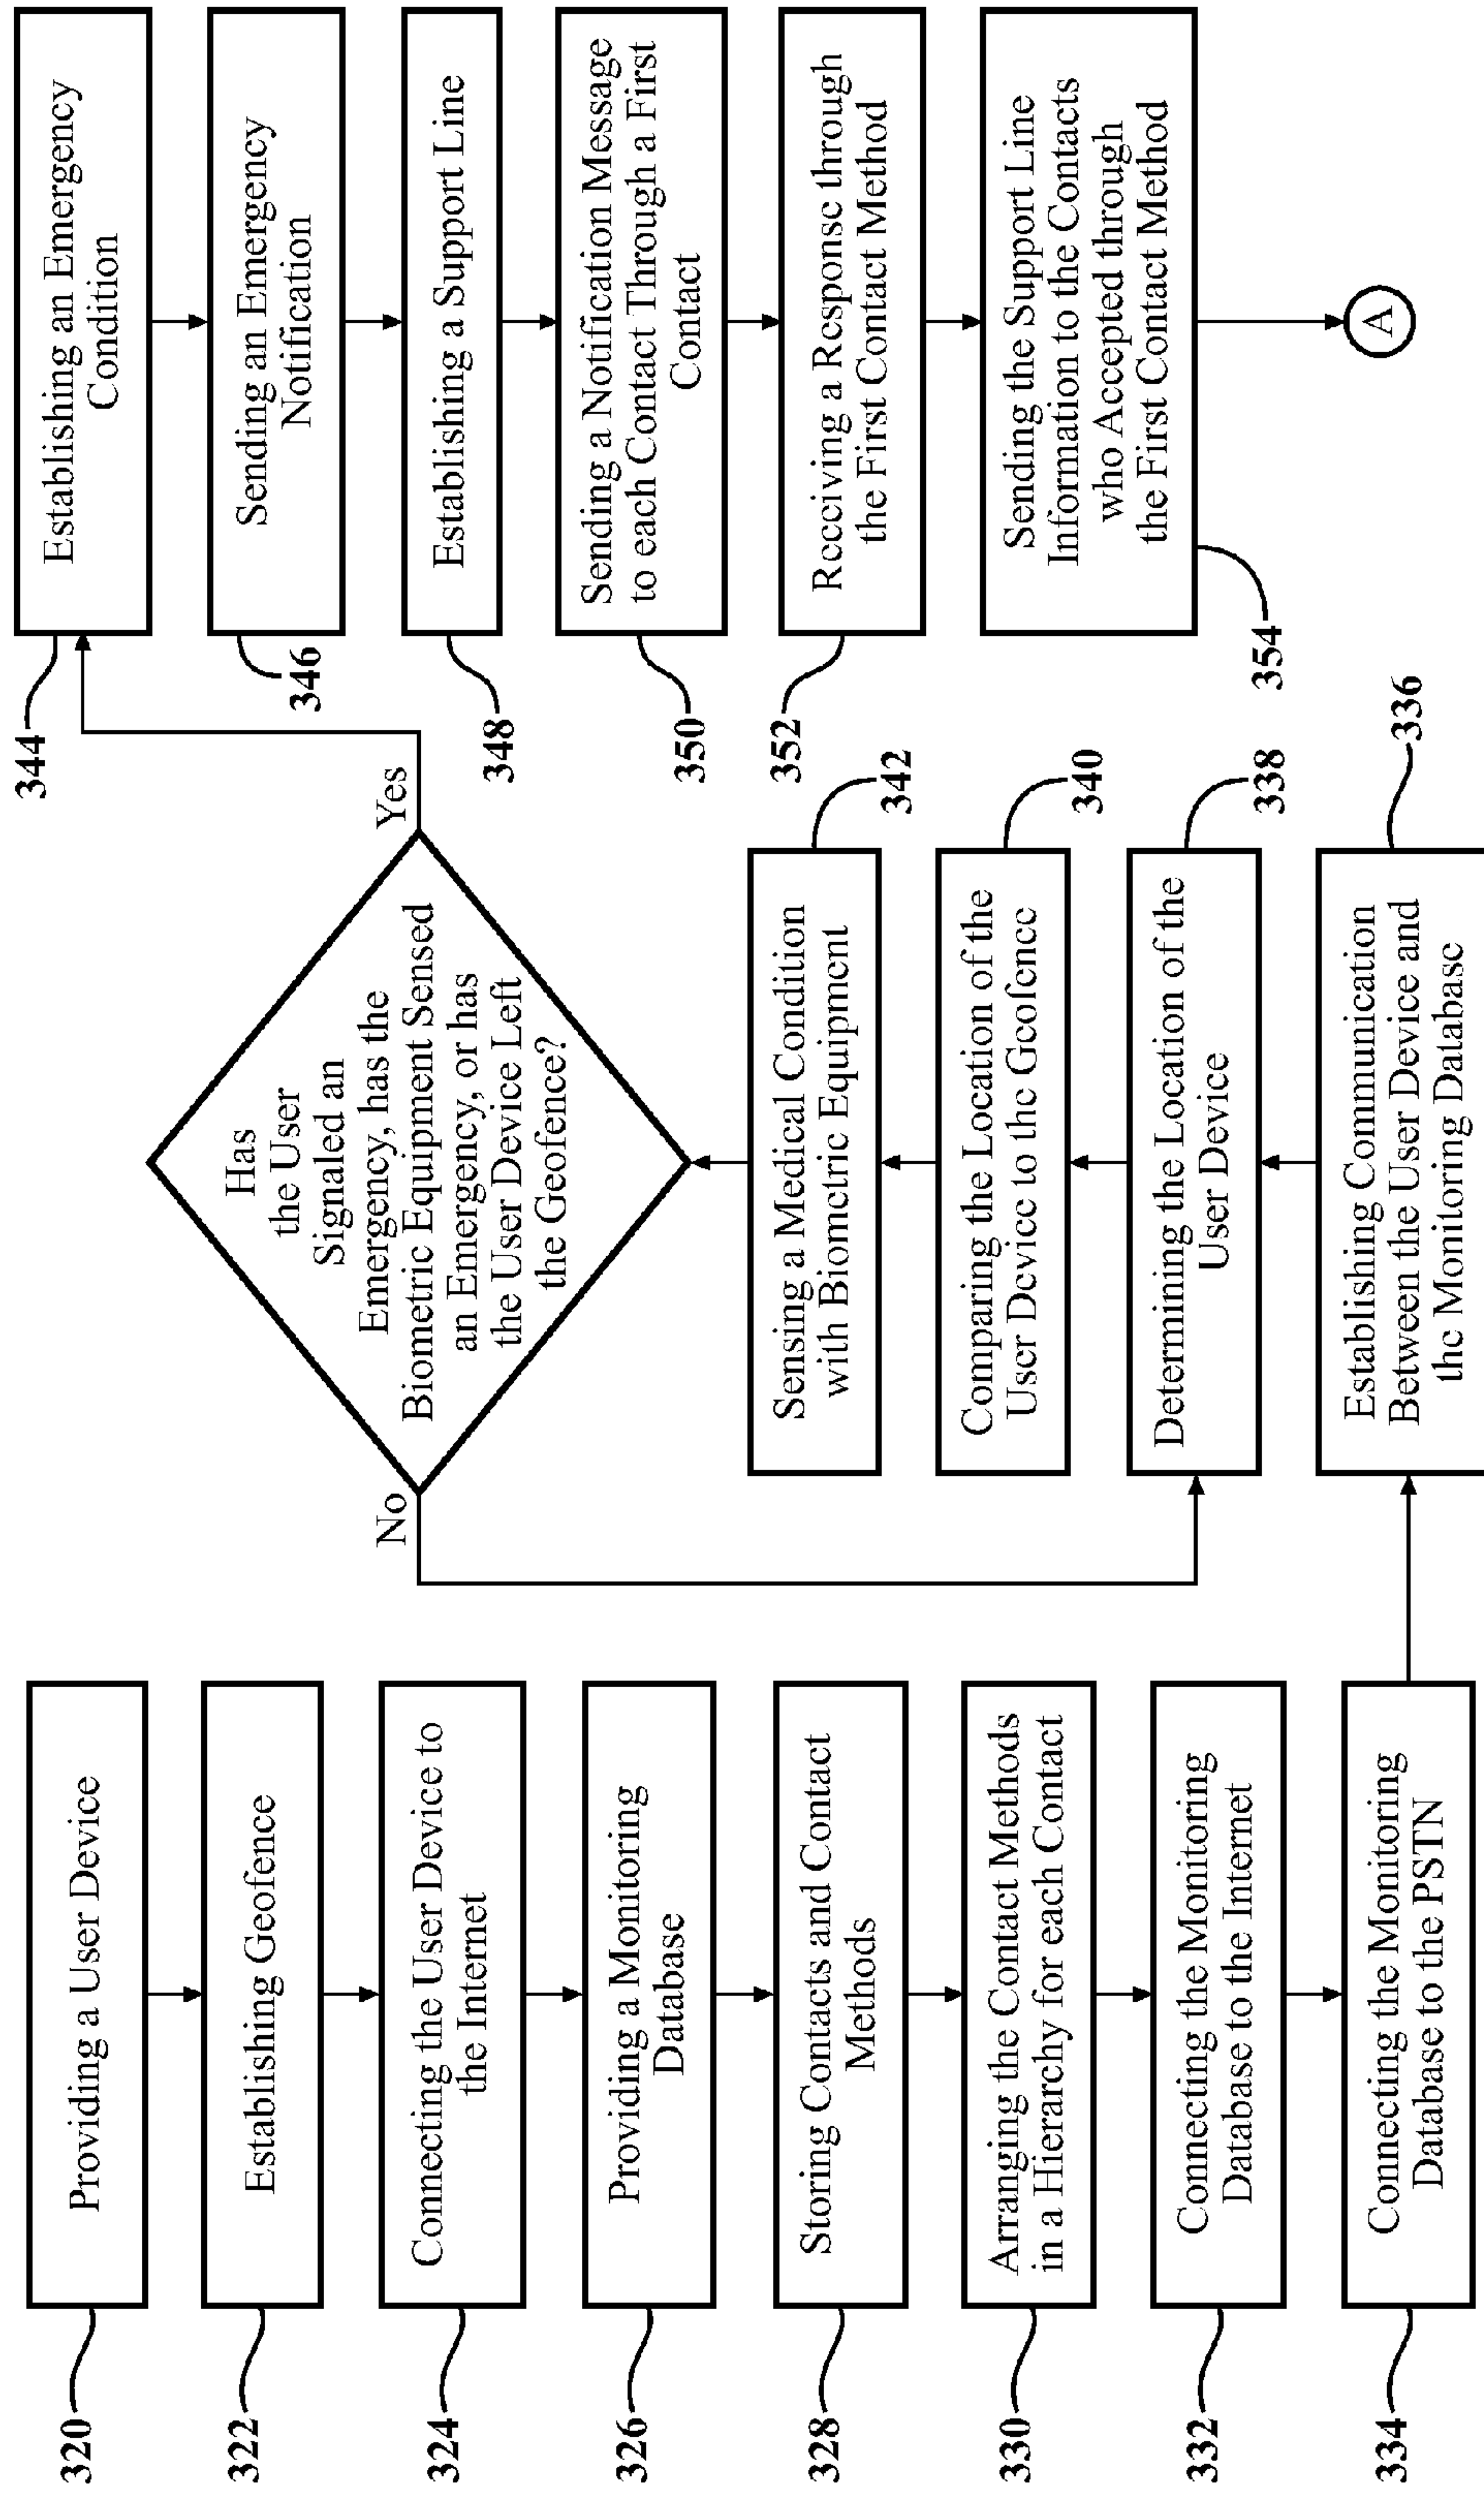 320
Providing a User Device
322
Establishing Geofence
324
Connecting the User Device to
the Internet
326
Providing a Monitoring
Database
328
Storing Contacts and Contact
Methods
330
Arranging the Contact Methods
in a Hierarchy for each Contact
332
Connecting the Monitoring
Database to the Internet
334
Connecting the Monitoring
Database to the PSTN
336
Establishing Communication
Between the User Device and
the Monitoring Database
338
Determining the Location of the
User Device
340
Comparing the Location of the
User Device to the Geofence
342
Sensing a Medical Condition
with Biometric Equipment
Has
the User
Signaled an
Emergency, has the
Biometric Equipment Sensed
an Emergency, or has
the User Device Left
the Geofence?
No
Yes
344
Establishing an Emergency
Condition
346
Sending an Emergency
Notification
348
Establishing a Support Line
350
Sending a Notification Message
to each Contact Through a First
Contact
352
Receiving a Response through
the First Contact Method
354
Sending the Support Line
Information to the Contacts
who Accepted through
the First Contact Method
A